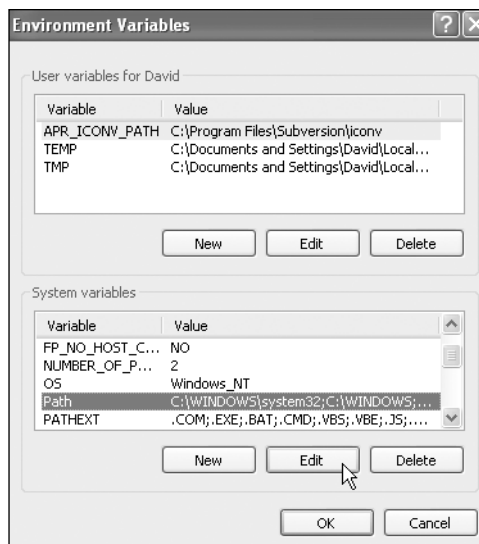 Environment Variables
User variables for David
Variable Value
APR_ICONV_PATH C:\Program Files\Subversion\iconv
TEMP C:\Documents and Settings\David\Local...
TMP C:\Documents and Settings\David\Local...
New Edit Delete
System variables
Variable Value
FP_NO_HOST_C... NO
NUMBER_OF_P... 2
OS Windows_NT
Path C:\WINDOWS\system32;C:\WINDOWS;...
PATHEXT .COM;.EXE;.BAT;.CMD;.VBS;.VBE;.JS;....
New Edit Delete
OK Cancel